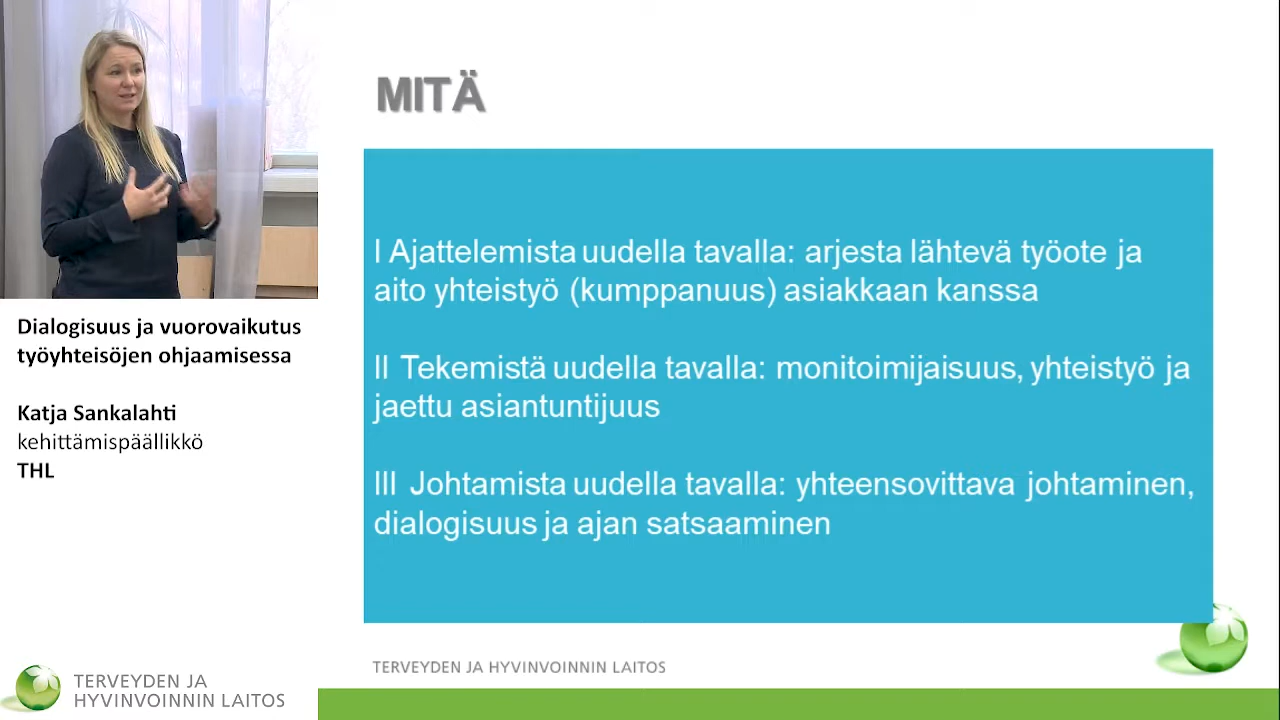 MITÄ
I Ajattelemista uudella tavalla: arjesta lähtevä työote ja
aito yhteistyö (kumppanuus) asiakkaan kanssa
II Tekemistä uudella tavalla: monitoimijaisuus, yhteistyö ja
jaettu asiantuntijuus
III Johtamista uudella tavalla: yhteensovittava johtaminen,
dialogisuus ja ajan satsaaminen
TERVEYDEN JA HYVINVOINNIN LAITOS
Dialogisuus ja vuorovaikutus
työyhteisöjen ohjaamisessa
Katja Sankalahti
kehittämispäällikkö
THL
TERVEYDEN JA
HYVINVOINNIN LAITOS